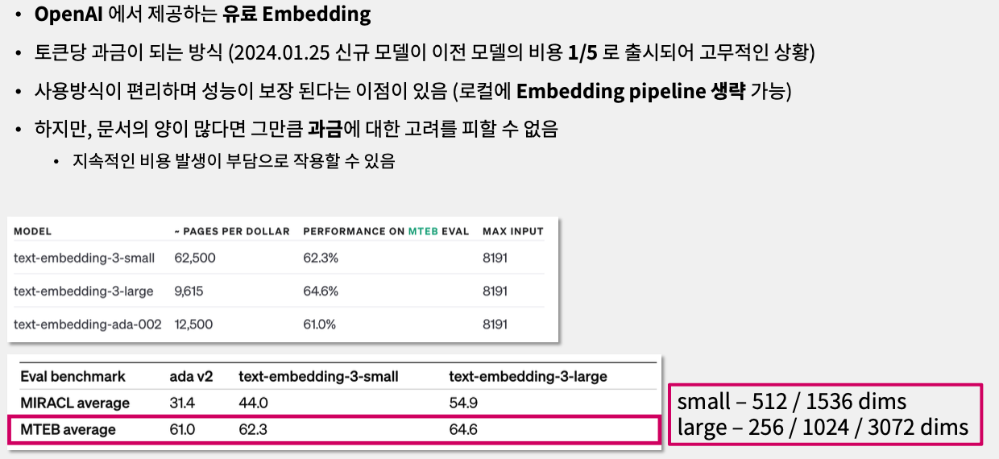 • OpenAI 에서 제공하는 유료 Embedding
• 토큰당 과금이 되는 방식 (2024.01.25 신규 모델이 이전 모델의 비용 1/5 로 출시되어 고무적인 상황)
• 사용방식이 편리하며 성능이 보장 된다는 이점이 있음 (로컬에 Embedding pipeline 생략 가능)
• 하지만, 문서의 양이 많다면 그만큼 과금에 대한 고려를 피할 수 없음
• 지속적인 비용 발생이 부담으로 작용할 수 있음
MODEL ~ PAGES PER DOLLAR PERFORMANCE ON MTEB EVAL MAX INPUT
text-embedding-3-small 62,500 62.3% 8191
text-embedding-3-large 9,615 64.6% 8191
text-embedding-ada-002 12,500 61.0% 8191
Eval benchmark ada v2 text-embedding-3-small text-embedding-3-large
MIRACL average 31.4 44.0 54.9
MTEB average 61.0 62.3 64.6
small – 512 / 1536 dims
large – 256 / 1024 / 3072 dims